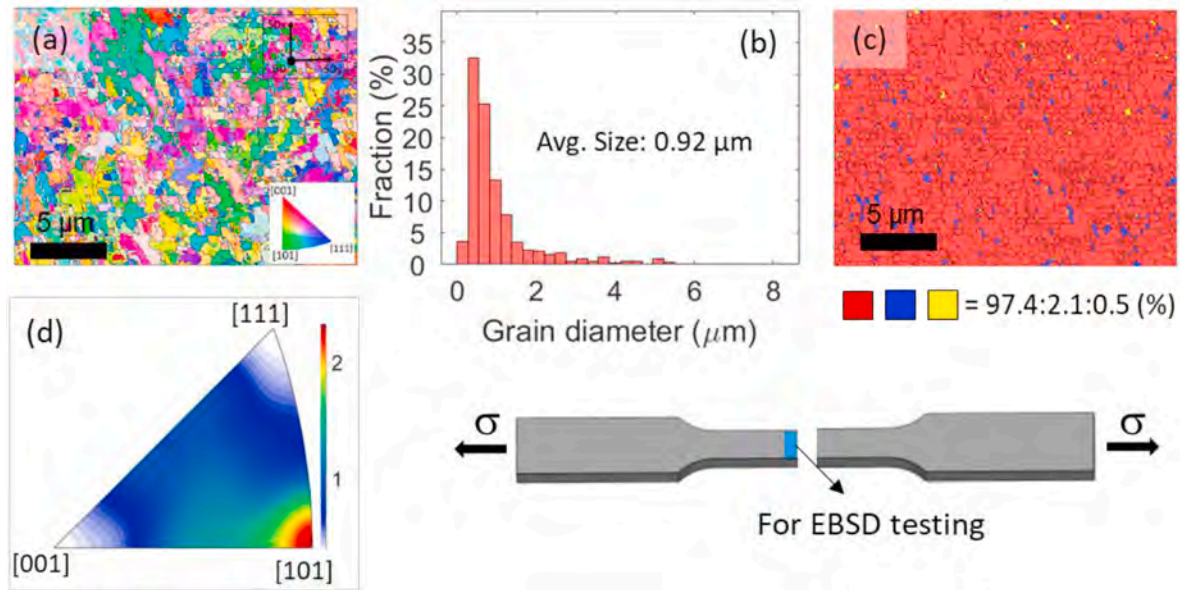 (a)
[001]
[101]
[111]
5 µm
(b)
Fraction (%)
35
30
25
20
15
10
5
0
Avg. Size: 0.92 µm
0
2
4
6
8
Grain diameter (µm)
(c)
5 µm
= 97.4:2.1:0.5 (%)
(d)
[111]
[001]
[101]
2
1
σ
σ
For EBSD testing